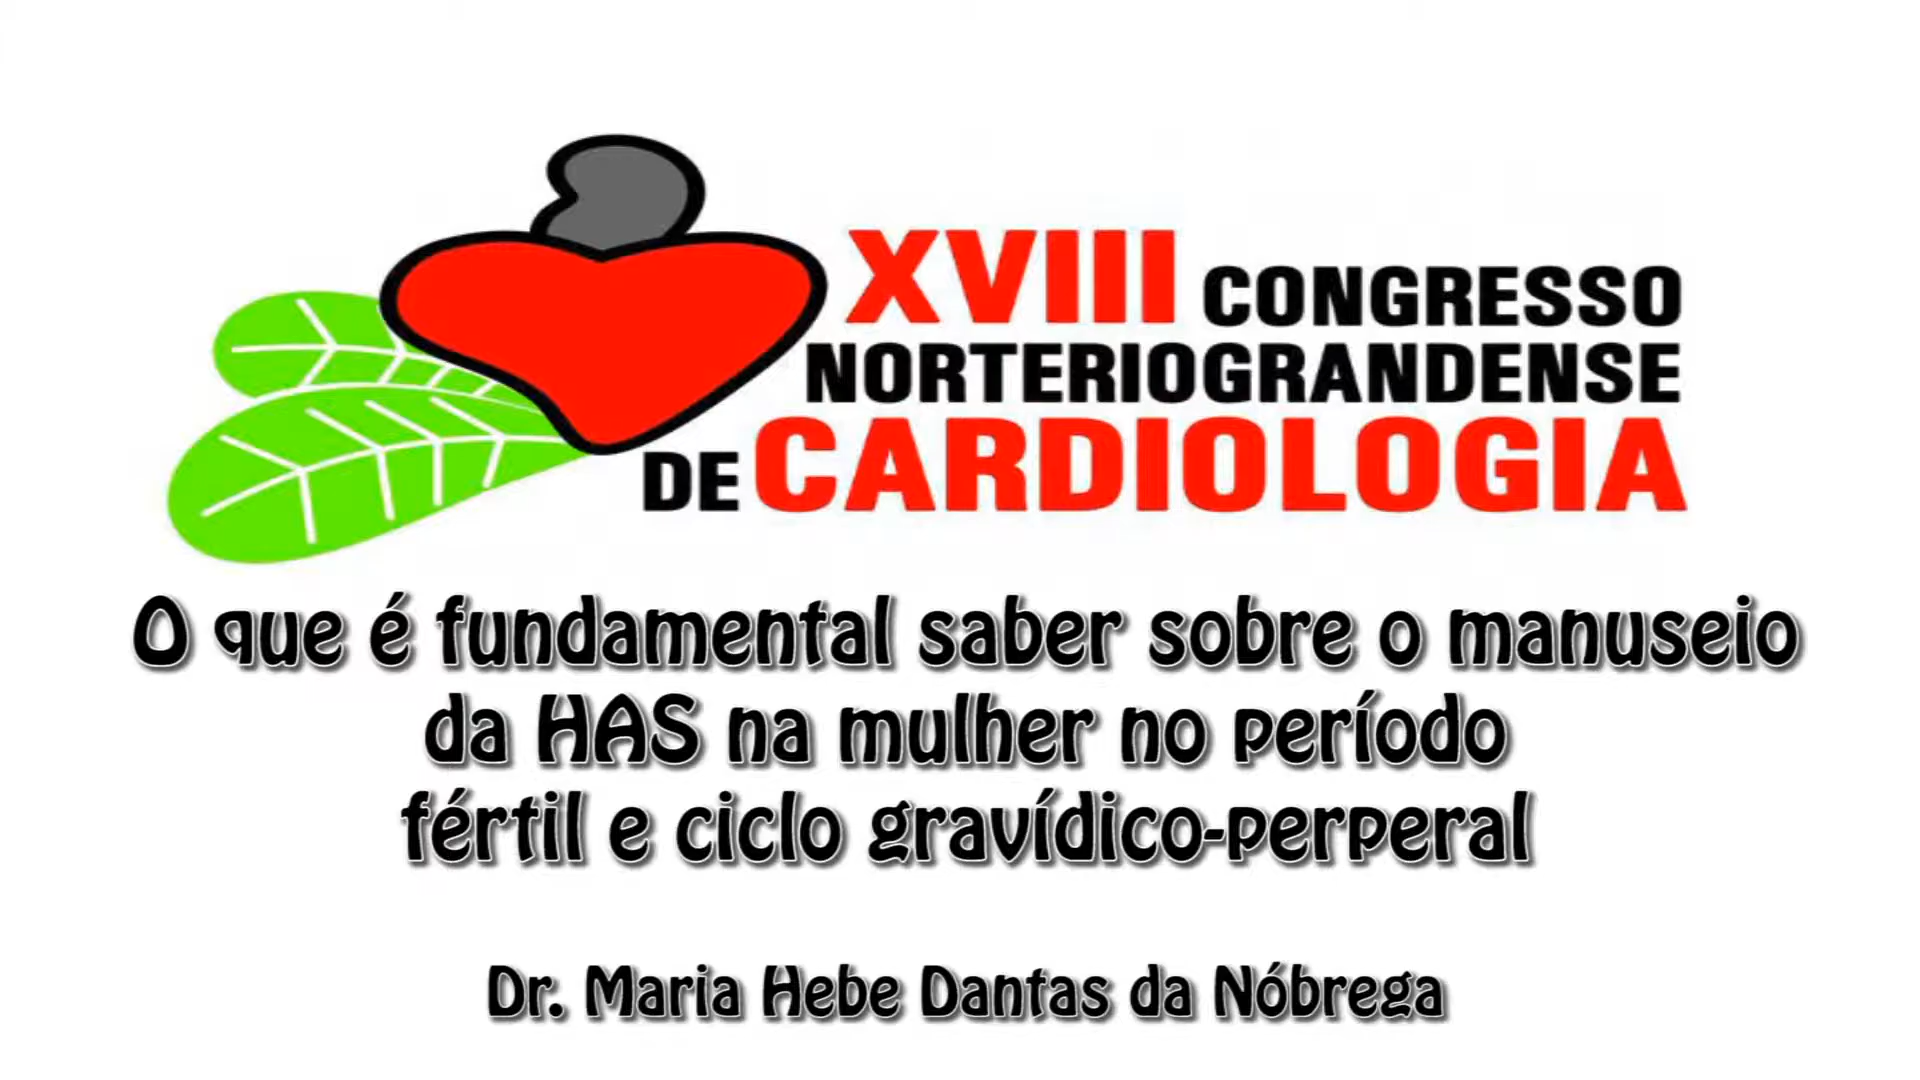 XVIII CONGRESSO
NORTERIOGRANDENSE
DE CARDIOLOGIA
O que é fundamental saber sobre o manuseio
da HAS na mulher no período
fértil e ciclo gravídico-perperal
Dr. Maria Hebe Dantas da Nóbrega